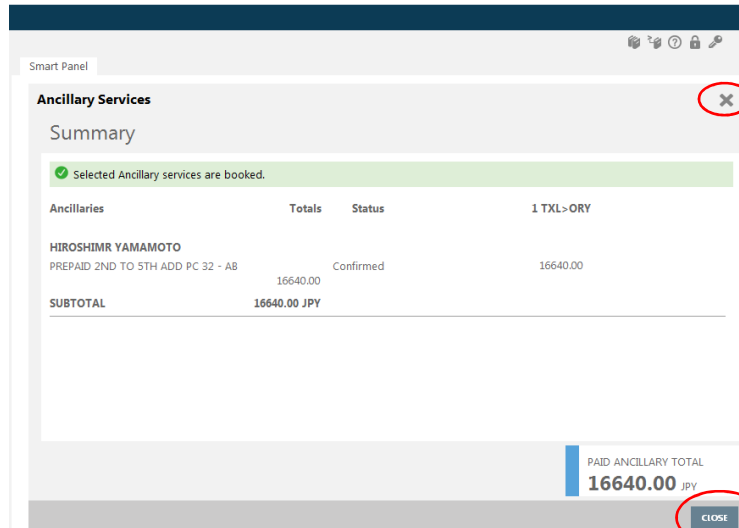 Smart Panel
Ancillary Services
Summary
Selected Ancillary services are booked.
Ancillaries Totals Status 1 TXL>ORY
HIROSHIMR YAMAMOTO
PREPAID 2ND TO 5TH ADD PC 32 - AB Confirmed 16640.00
16640.00
SUBTOTAL 16640.00 JPY
PAID ANCILLARY TOTAL
16640.00 JPY
CLOSE